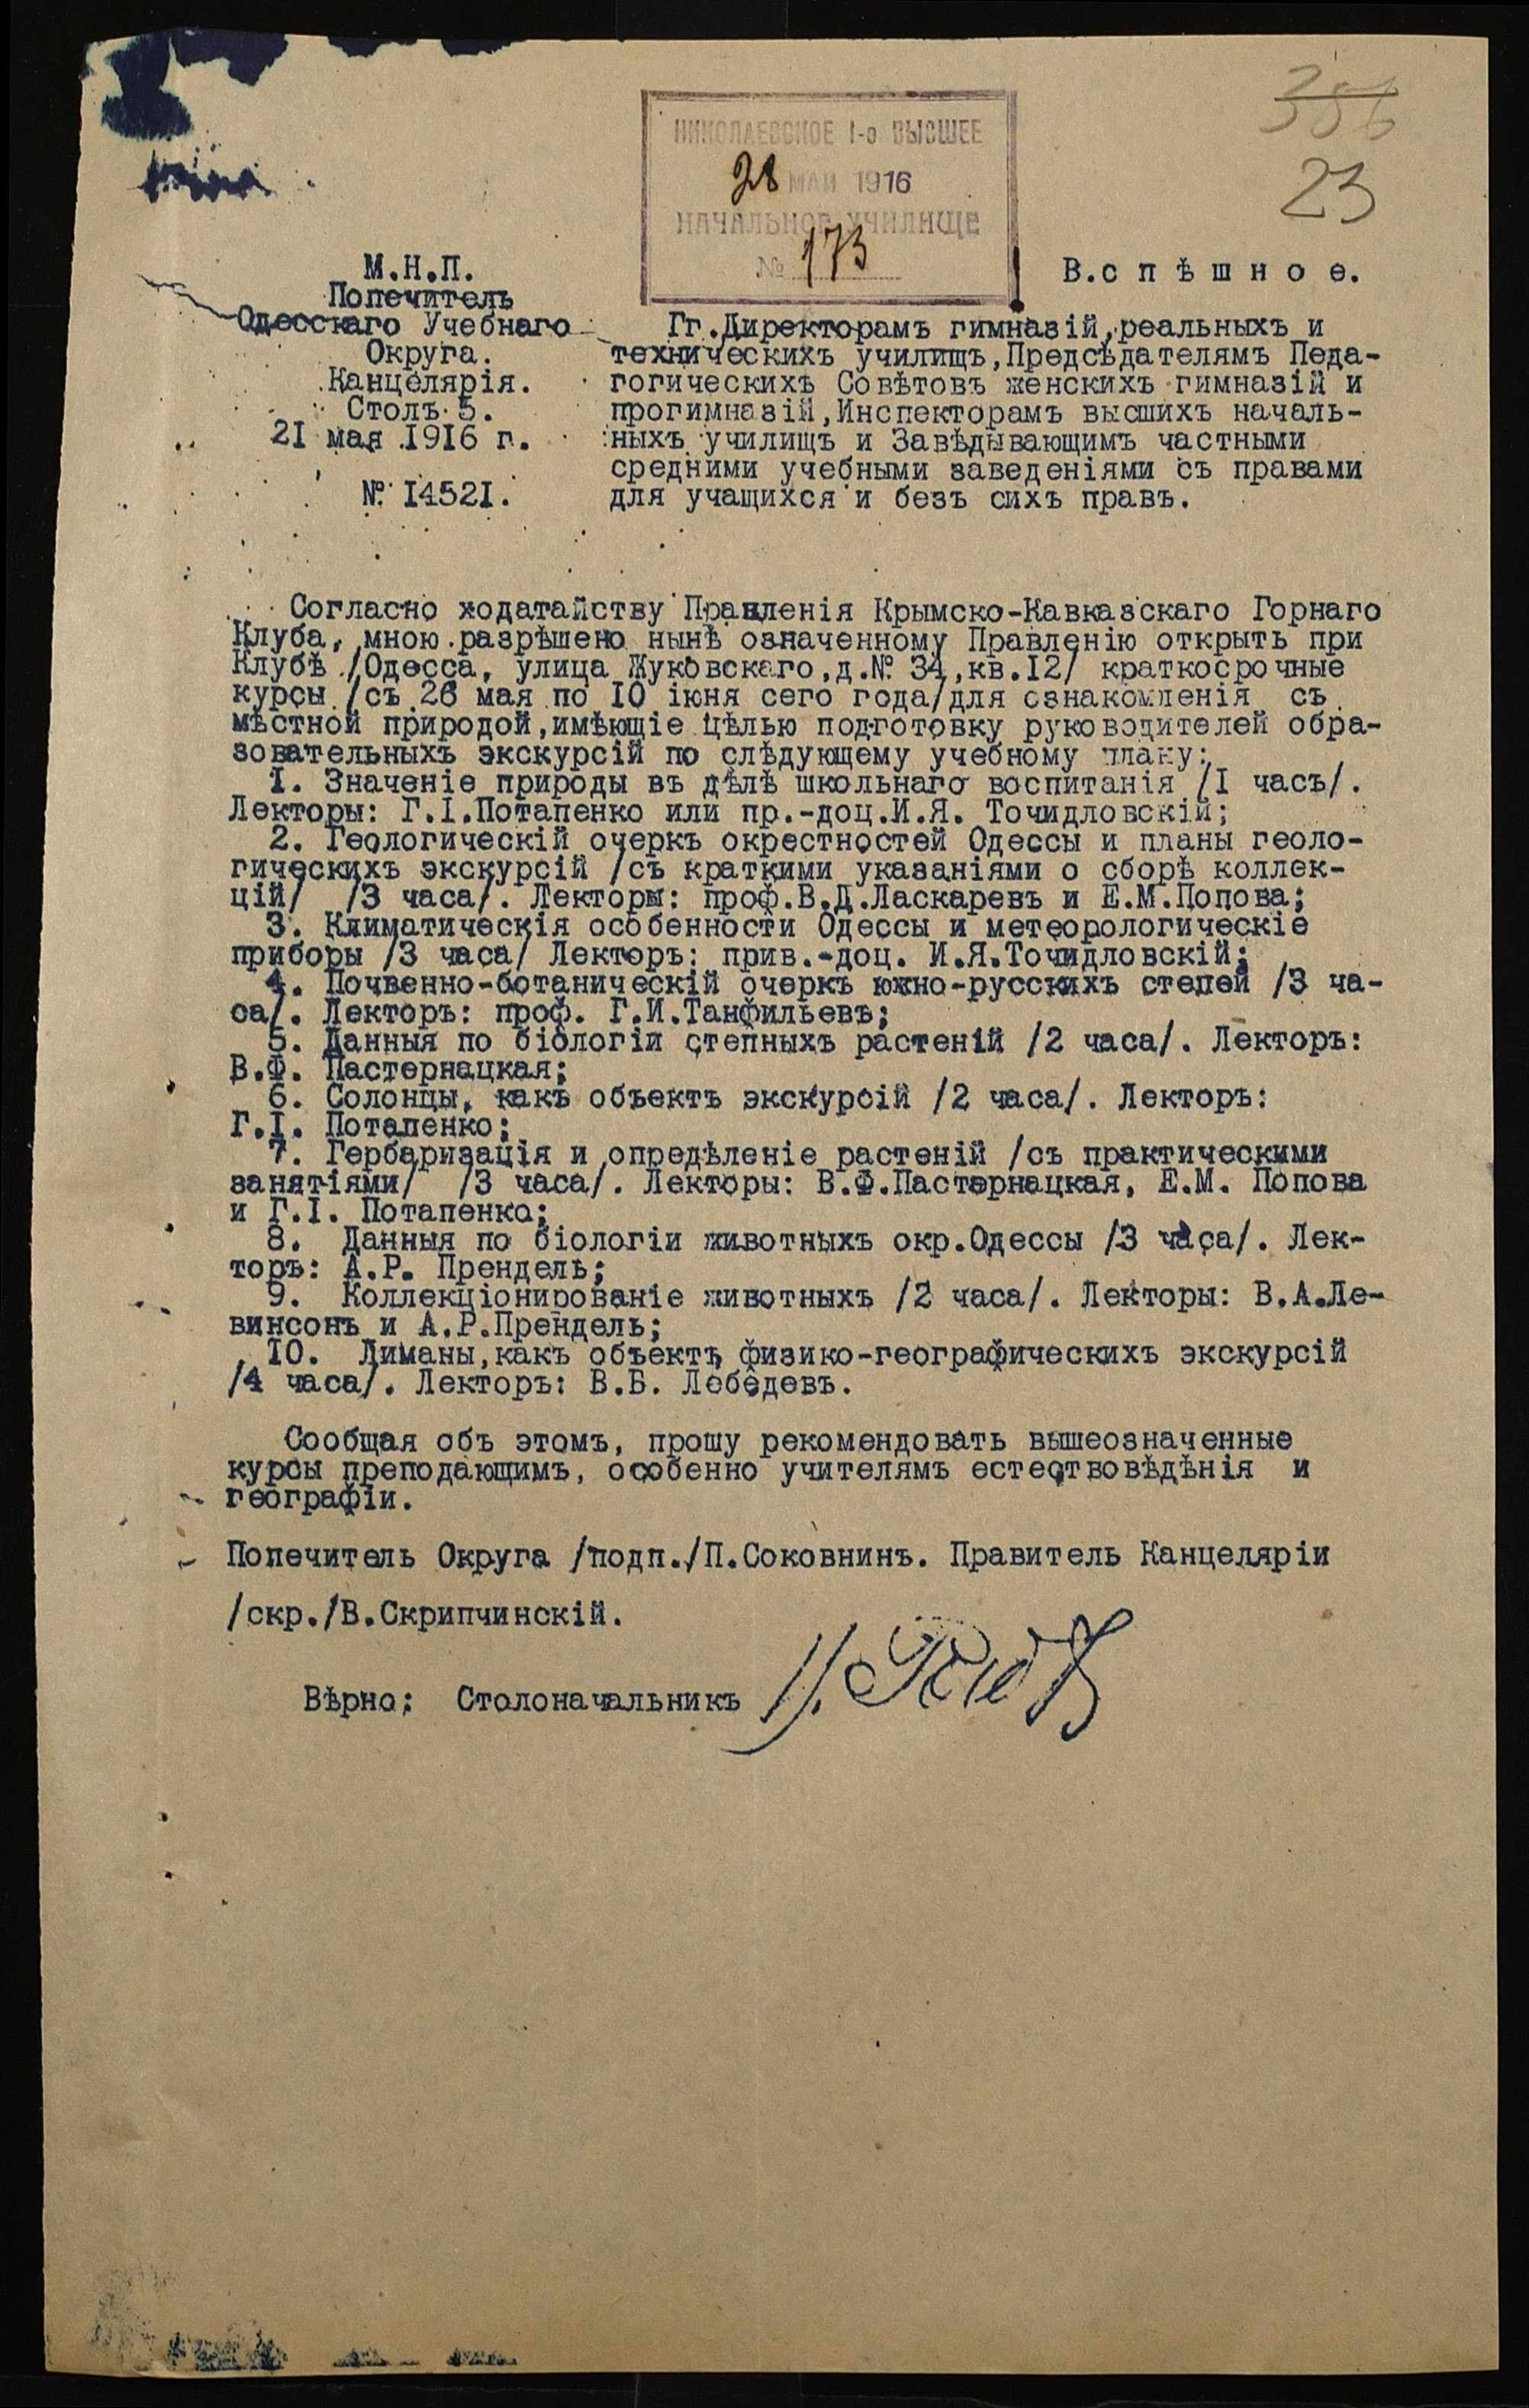 356
23
НИКОЛАЕВСКОЕ 1-о ВЫСШЕЕ
28 МАЙ 1916
НАЧАЛЬНОЕ УЧИЛИЩЕ
№ 173
М.Н.П.
Попечитель
Одесскаго Учебнаго
Округа.
Канцелярія.
Столъ 5.
21 мая 1916 г.
№ 14521.
В.с п ѣ ш н о е.
Гг.Директорамъ гимназій,реальныхъ и
техническихъ училищъ,Предсѣдателямъ Педа-
гогическихъ Совѣтовъ женскихъ гимназій и
прогимназій,Инспекторамъ высшихъ началь-
ныхъ училищъ и Завѣдывающимъ частными
средними учебными заведеніями съ правами
для учащихся и безъ сихъ правъ.
Согласно ходатайству Правленія Крымско-Кавказскаго Горнаго
Клуба, мною разрѣшено нынѣ означенному Правленію открыть при
Клубѣ /Одесса, улица Жуковскаго,д.№ 34,кв.12/ краткосрочные
курсы /съ 26 мая по 10 іюня сего года/для ознакомленія съ
мѣстной природой,имѣющіе цѣлью подготовку руководителей обра-
зовательныхъ экскурсій по слѣдующему учебному плану:
I. Значеніе природы въ дѣлѣ школьнаго воспитанія /I часъ/.
Лекторы: Г.І.Потапенко или пр.-доц.И.Я. Точидловскій;
2. Геологическій очеркъ окрестностей Одессы и планы геоло-
гическихъ экскурсій /съ краткими указаніями о сборѣ коллек-
цій/ /3 часа/. Лекторы: проф.В.Д.Ласкаревъ и Е.М.Попова;
3. Климатическія особенности Одессы и метеорологическіе
приборы /3 часа/ Лекторъ: прив.-доц. И.Я.Точидловскій;
4. Почвенно-ботаническій очеркъ южно-русскихъ степей /3 ча-
са/. Лекторъ: проф. Г.И.Танфильевъ;
5. Данныя по біологіи степныхъ растеній /2 часа/. Лекторъ:
В.Ф. Пастернацкая;
6. Солонцы, какъ объектъ экскурсій /2 часа/. Лекторъ:
Г.І. Потапенко;
7. Гербаризація и опредѣленіе растеній /съ практическими
занятіями/ /3 часа/. Лекторы: В.Ф.Пастернацкая, Е.М. Попова
и Г.І. Потапенко;
8. Данныя по біологіи животныхъ окр.Одессы /3 часа/. Лек-
торъ: А.Р. Прендель;
9. Коллекціонированіе животныхъ /2 часа/. Лекторы: В.А.Ле-
винсонъ и А.Р.Прендель;
10. Лиманы,какъ объектъ физико-географическихъ экскурсій
/4 часа/. Лекторъ: В.Б. Лебедевъ.
Сообщая объ этомъ, прошу рекомендовать вышеозначенные
курсы преподающимъ, особенно учителямъ естествовѣдѣнія и
географіи.
Попечитель Округа /подп./П.Соковнинъ. Правитель Канцеляріи
/скр./В.Скрипчинскій.
Вѣрно: Столоначальникъ